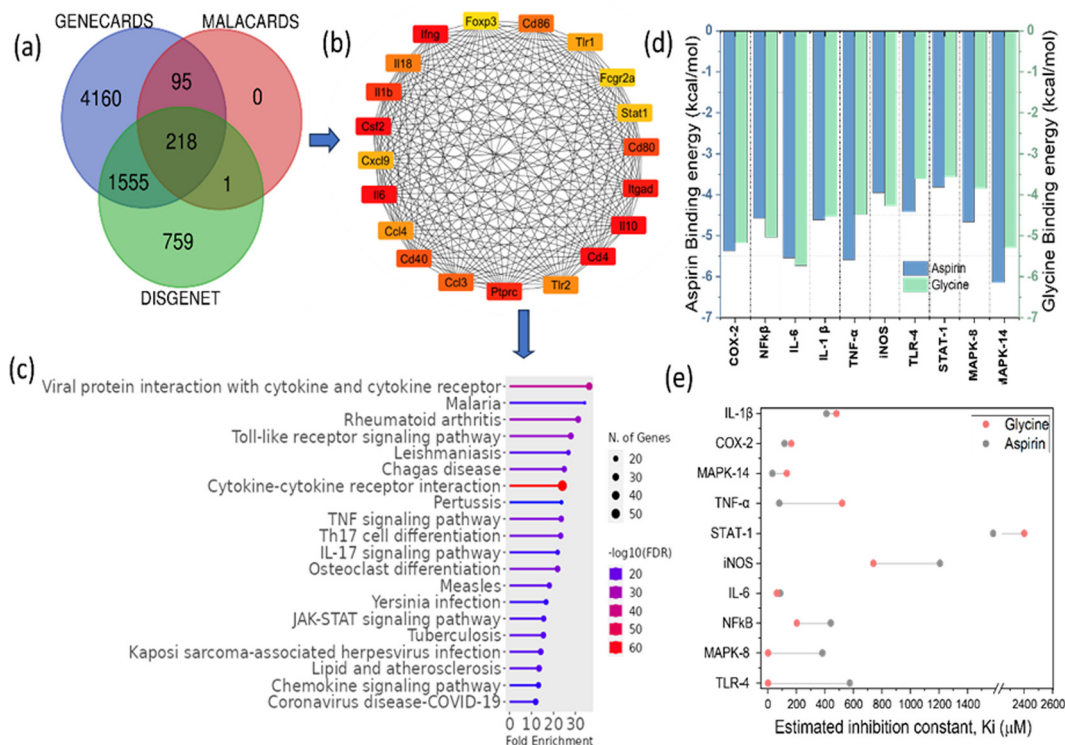 (a)
GENECARDS
MALACARDS
4160
95
0
218
1555
1
759
DISGENET
(b)
Foxp3
Cd86
Ifng
Tlr1
Il18
Fcgr2a
Il1b
Stat1
Csf2
Cd80
Cxcl9
Itgad
Il6
Il10
Ccl4
Cd4
Cd40
Tlr2
Ccl3
Ptprc
(c)
Viral protein interaction with cytokine and cytokine receptor
Malaria
Rheumatoid arthritis
Toll-like receptor signaling pathway
Leishmaniasis
Chagas disease
Cytokine-cytokine receptor interaction
Pertussis
TNF signaling pathway
Th17 cell differentiation
IL-17 signaling pathway
Osteoclast differentiation
Measles
Yersinia infection
JAK-STAT signaling pathway
Tuberculosis
Kaposi sarcoma-associated herpesvirus infection
Lipid and atherosclerosis
Chemokine signaling pathway
Coronavirus disease-COVID-19
0 10 20 30
Fold Enrichment
N. of Genes
20
30
40
50
-log10(FDR)
20
30
40
50
60
(d)
Aspirin Binding energy (kcal/mol)
0
-1
-2
-3
-4
-5
-6
-7
Glycine Binding energy (kcal/mol)
0
-1
-2
-3
-4
-5
-6
-7
Aspirin
Glycine
COX-2
NFkβ
IL-6
IL-1 β
TNF-α
iNOS
TLR-4
STAT-1
MAPK-8
MAPK-14
(e)
Glycine
Aspirin
IL-1β
COX-2
MAPK-14
TNF-α
STAT-1
iNOS
IL-6
NFkB
MAPK-8
TLR-4
0 200 400 600 800 1000 1400 2400 2600
Estimated inhibition constant, Ki (μM)